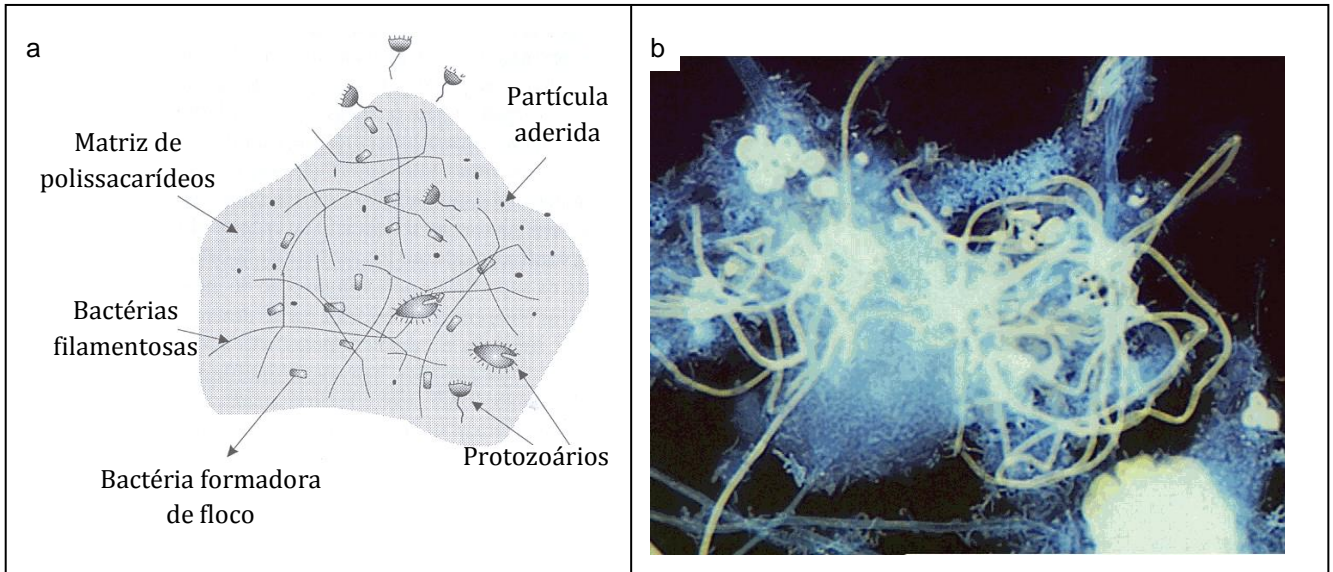 a
Matriz de
polissacarídeos
Partícula
aderida
Bactérias
filamentosas
Bactéria formadora
de floco
Protozoários
b